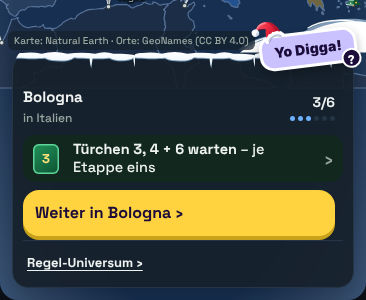 Karte: Natural Earth · Orte: GeoNames (CC BY 4.0)
Yo Digga!
?
Bologna
3/6
in Italien
3
Türchen 3, 4 + 6 warten – je
Etappe eins
>
Weiter in Bologna >
Regel-Universum >